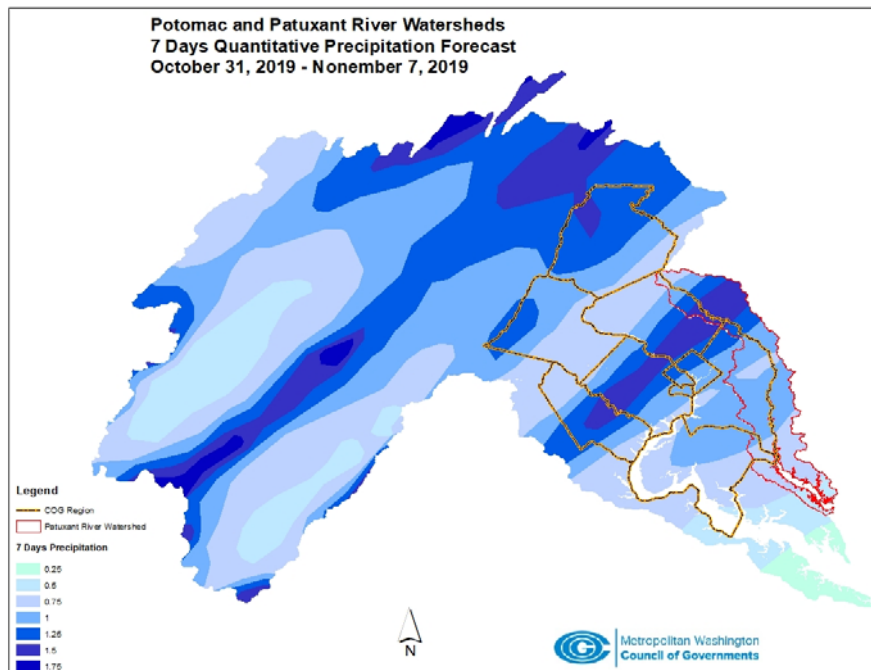 Potomac and Patuxant River Watersheds
7 Days Quantitative Precipitation Forecast
October 31, 2019 - Nonember 7, 2019
Legend
COG Region
Patuxant River Watershed
7 Days Precipitation
0.25
0.5
0.75
1
1.25
1.5
1.75
N
Metropolitan Washington
Council of Governments